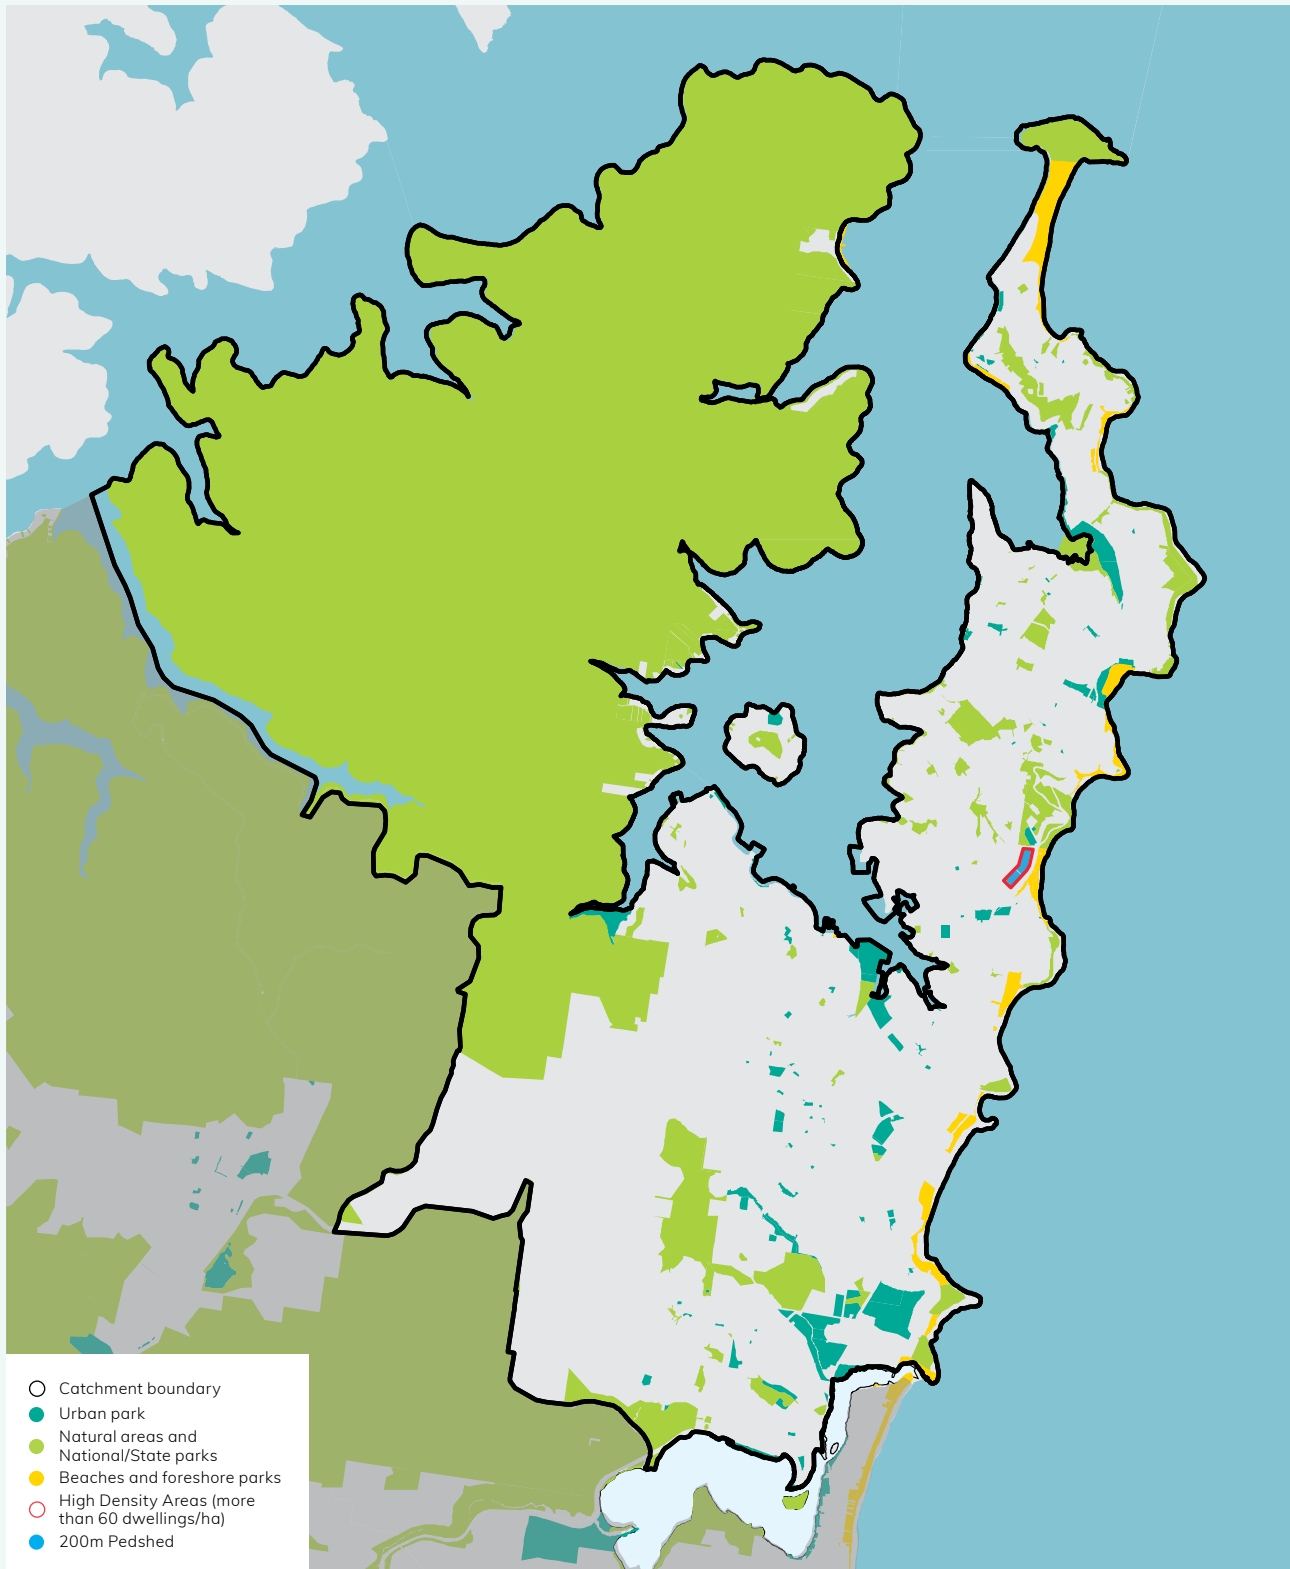 Catchment boundary
Urban park
Natural areas and
National/State parks
Beaches and foreshore parks
High Density Areas (more
than 60 dwellings/ha)
200m Pedshed